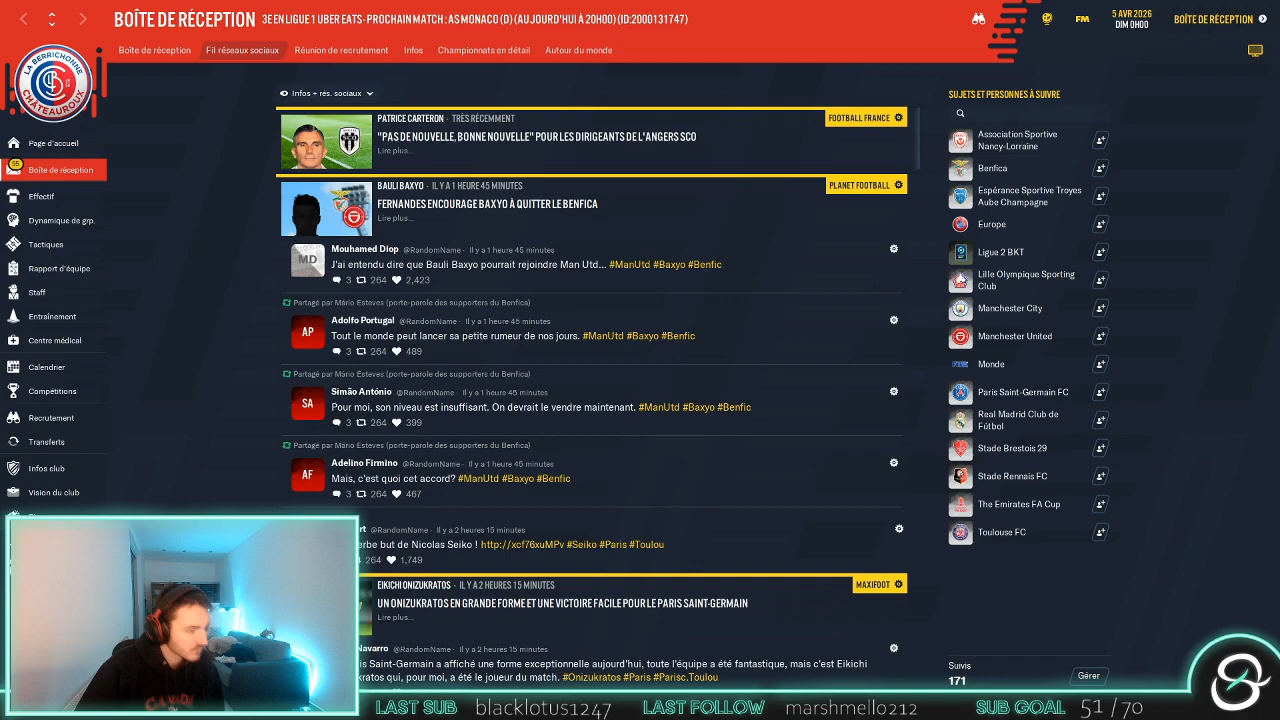 BOÎTE DE RÉCEPTION
3E EN LIGUE 1 UBER EATS - PROCHAIN MATCH : AS MONACO (D) (AUJOURD'HUI À 20H00) (ID:2000131747)
FM
5 AVR 2026
DIM 0H00
BOÎTE DE RÉCEPTION
Boîte de réception
Fil réseaux sociaux
Réunion de recrutement
Infos
Championnats en détail
Autour du monde
LA BERRICHONNE
CHÂTEAUROUX
Page d'accueil
55
Boîte de réception
Effectif
Dynamique de grp.
Tactiques
Rapport d'équipe
Staff
Entraînement
Centre médical
Calendrier
Compétitions
Recrutement
Transferts
Infos club
Vision du club
Infos + rés. sociaux
PATRICE CARTERON · TRÈS RÉCEMMENT
FOOTBALL FRANCE
"PAS DE NOUVELLE, BONNE NOUVELLE" POUR LES DIRIGEANTS DE L'ANGERS SCO
Lire plus...
BAULI BAXYO · IL Y A 1 HEURE 45 MINUTES
PLANET FOOTBALL
FERNANDES ENCOURAGE BAXYO À QUITTER LE BENFICA
Lire plus...
MD
Mouhamed Diop @RandomName · Il y a 1 heure 45 minutes
J'ai entendu dire que Bauli Baxyo pourrait rejoindre Man Utd... #ManUtd #Baxyo #Benfic
3 264 2,423
Partagé par Mário Esteves (porte-parole des supporters du Benfica)
AP
Adolfo Portugal @RandomName · Il y a 1 heure 45 minutes
Tout le monde peut lancer sa petite rumeur de nos jours. #ManUtd #Baxyo #Benfic
3 264 489
Partagé par Mário Esteves (porte-parole des supporters du Benfica)
SA
Simão António @RandomName · Il y a 1 heure 45 minutes
Pour moi, son niveau est insuffisant. On devrait le vendre maintenant. #ManUtd #Baxyo #Benfic
3 264 399
Partagé par Mário Esteves (porte-parole des supporters du Benfica)
AF
Adelino Firmino @RandomName · Il y a 1 heure 45 minutes
Mais, c'est quoi cet accord? #ManUtd #Baxyo #Benfic
3 264 467
rt @RandomName · Il y a 2 heures 15 minutes
erbe but de Nicolas Seiko ! http://xcf76xuMPv #Seiko #Paris #Toulou
264 1,749
EIKICHI ONIZUKRATOS · IL Y A 2 HEURES 15 MINUTES
MAXIFOOT
UN ONIZUKRATOS EN GRANDE FORME ET UNE VICTOIRE FACILE POUR LE PARIS SAINT-GERMAIN
Lire plus...
Navarro @RandomName · Il y a 2 heures 15 minutes
s Saint-Germain a affiché une forme exceptionnelle aujourd'hui, toute l'équipe a été fantastique, mais c'est Eikichi
kratos qui, pour moi, a été le joueur du match. #Onizukratos #Paris #Parisc.Toulou
SUJETS ET PERSONNES À SUIVRE
Association Sportive
Nancy-Lorraine
Benfica
Espérance Sportive Troyes
Aube Champagne
Europe
Ligue 2 BKT
Lille Olympique Sporting
Club
Manchester City
Manchester United
Monde
Paris Saint-Germain FC
Real Madrid Club de
Fútbol
Stade Brestois 29
Stade Rennais FC
The Emirates FA Cup
Toulouse FC
Suivis
171
Gérer
LAST SUB blacklotus1247 LAST FOLLOW marshmello212 SUB GOAL 51 / 70